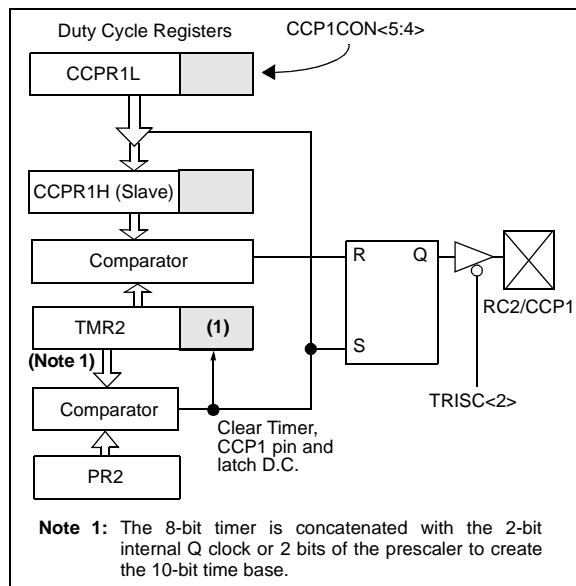 Duty Cycle Registers
CCP1CON<5:4>
CCPR1L
CCPR1H (Slave)
Comparator
R
Q
RC2/CCP1
TMR2
(1)
(Note 1)
S
Comparator
TRISC<2>
Clear Timer,
CCP1 pin and
latch D.C.
PR2
Note 1: The 8-bit timer is concatenated with the 2-bit
internal Q clock or 2 bits of the prescaler to create
the 10-bit time base.